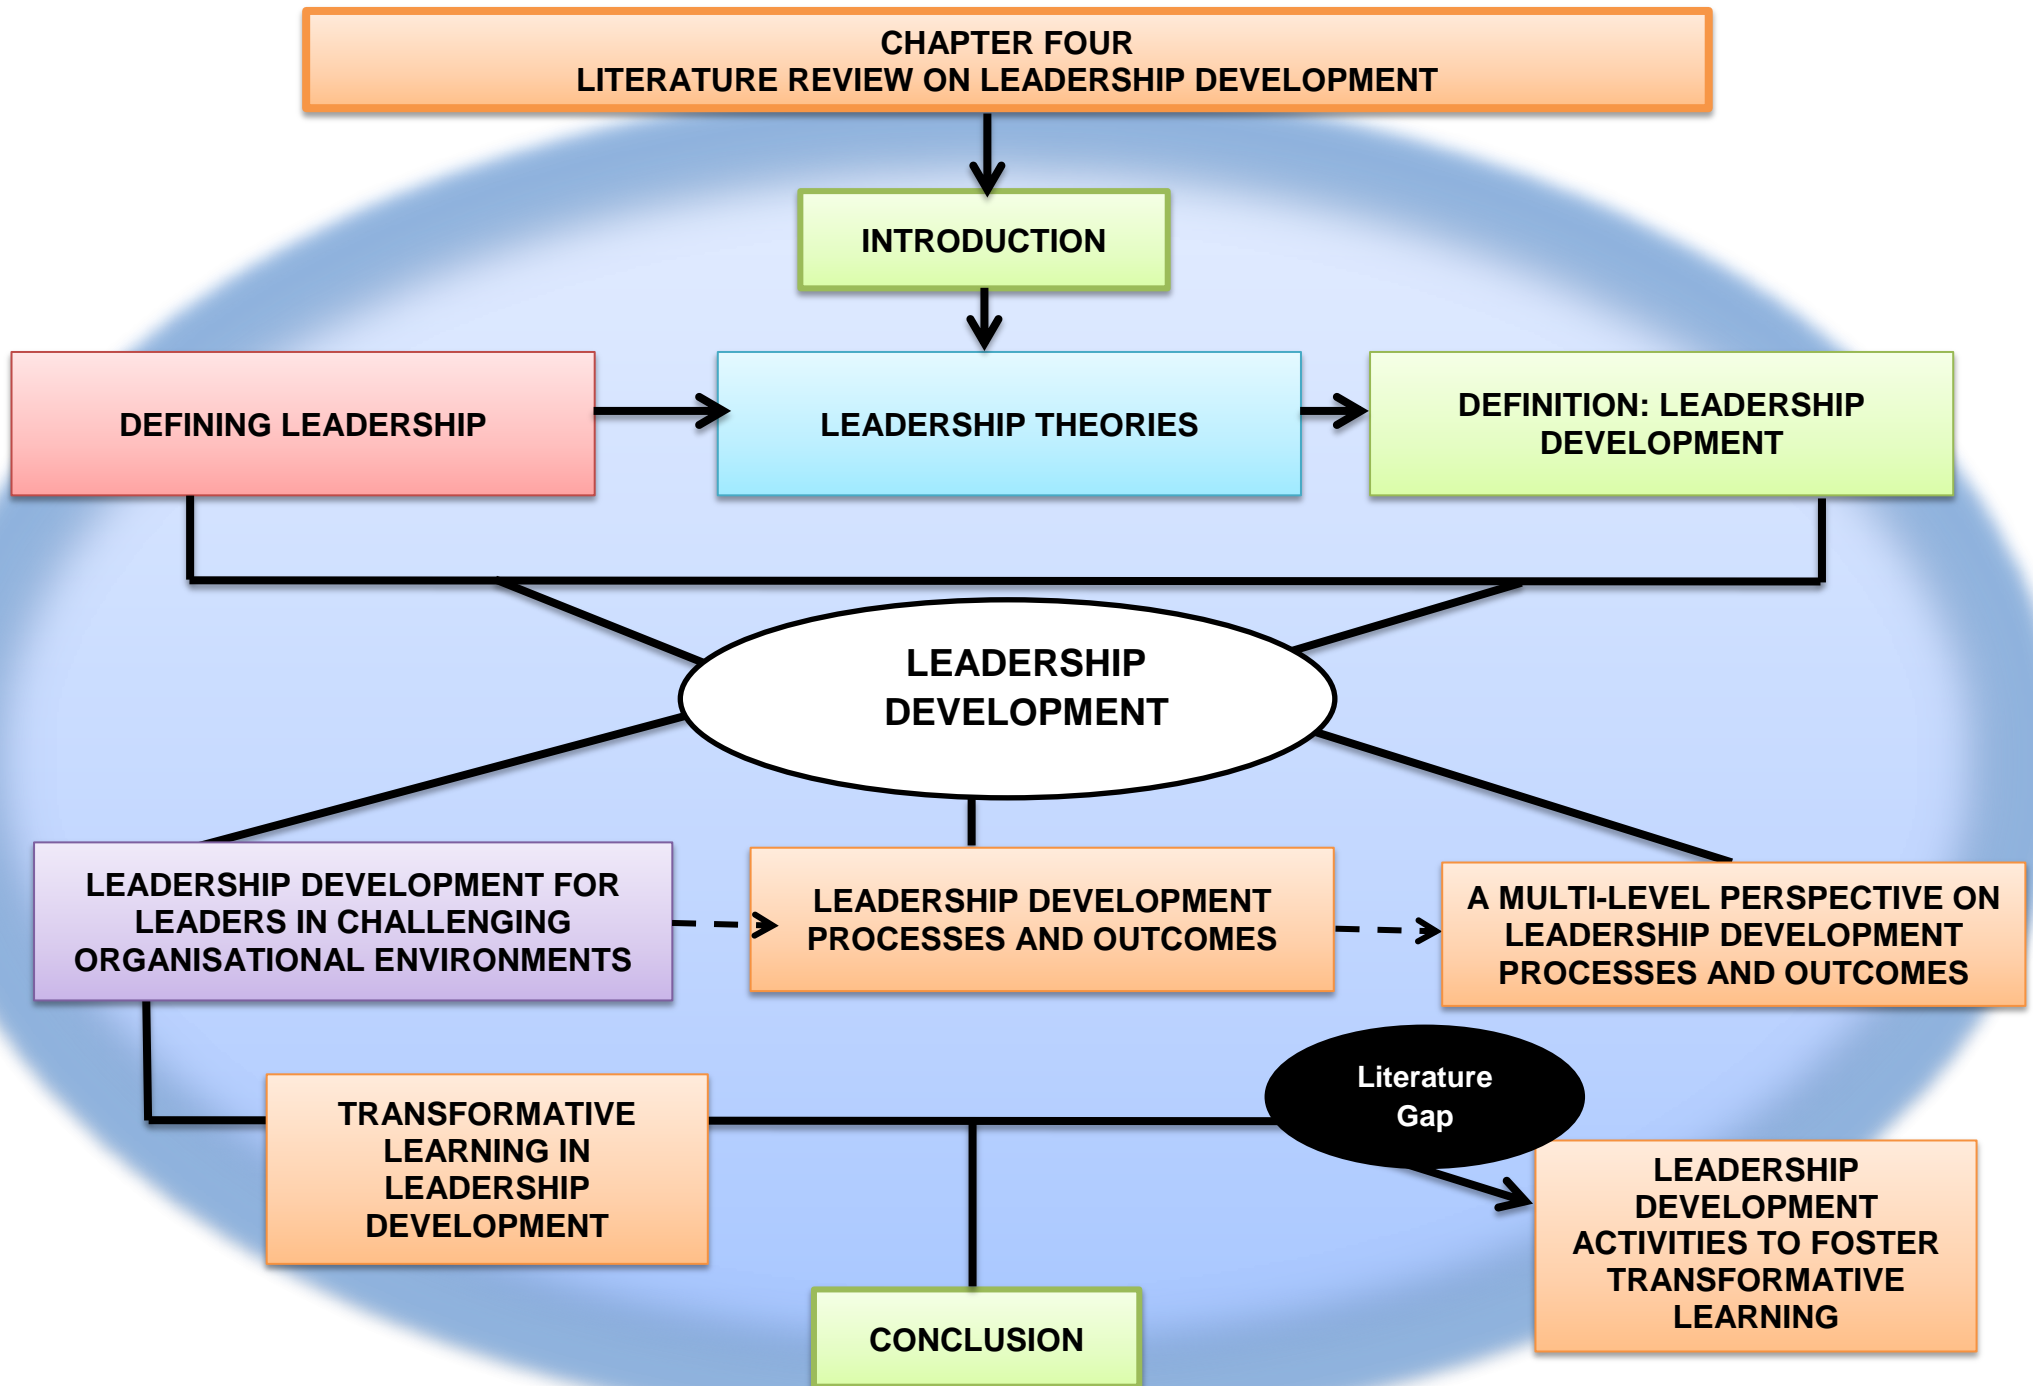 CHAPTER FOUR
LITERATURE REVIEW ON LEADERSHIP DEVELOPMENT
INTRODUCTION
DEFINING LEADERSHIP
LEADERSHIP THEORIES
DEFINITION: LEADERSHIP
DEVELOPMENT
LEADERSHIP
DEVELOPMENT
LEADERSHIP DEVELOPMENT FOR
LEADERS IN CHALLENGING
ORGANISATIONAL ENVIRONMENTS
LEADERSHIP DEVELOPMENT
PROCESSES AND OUTCOMES
A MULTI-LEVEL PERSPECTIVE ON
LEADERSHIP DEVELOPMENT
PROCESSES AND OUTCOMES
TRANSFORMATIVE
LEARNING IN
LEADERSHIP
DEVELOPMENT
Literature
Gap
LEADERSHIP
DEVELOPMENT
ACTIVITIES TO FOSTER
TRANSFORMATIVE
LEARNING
CONCLUSION